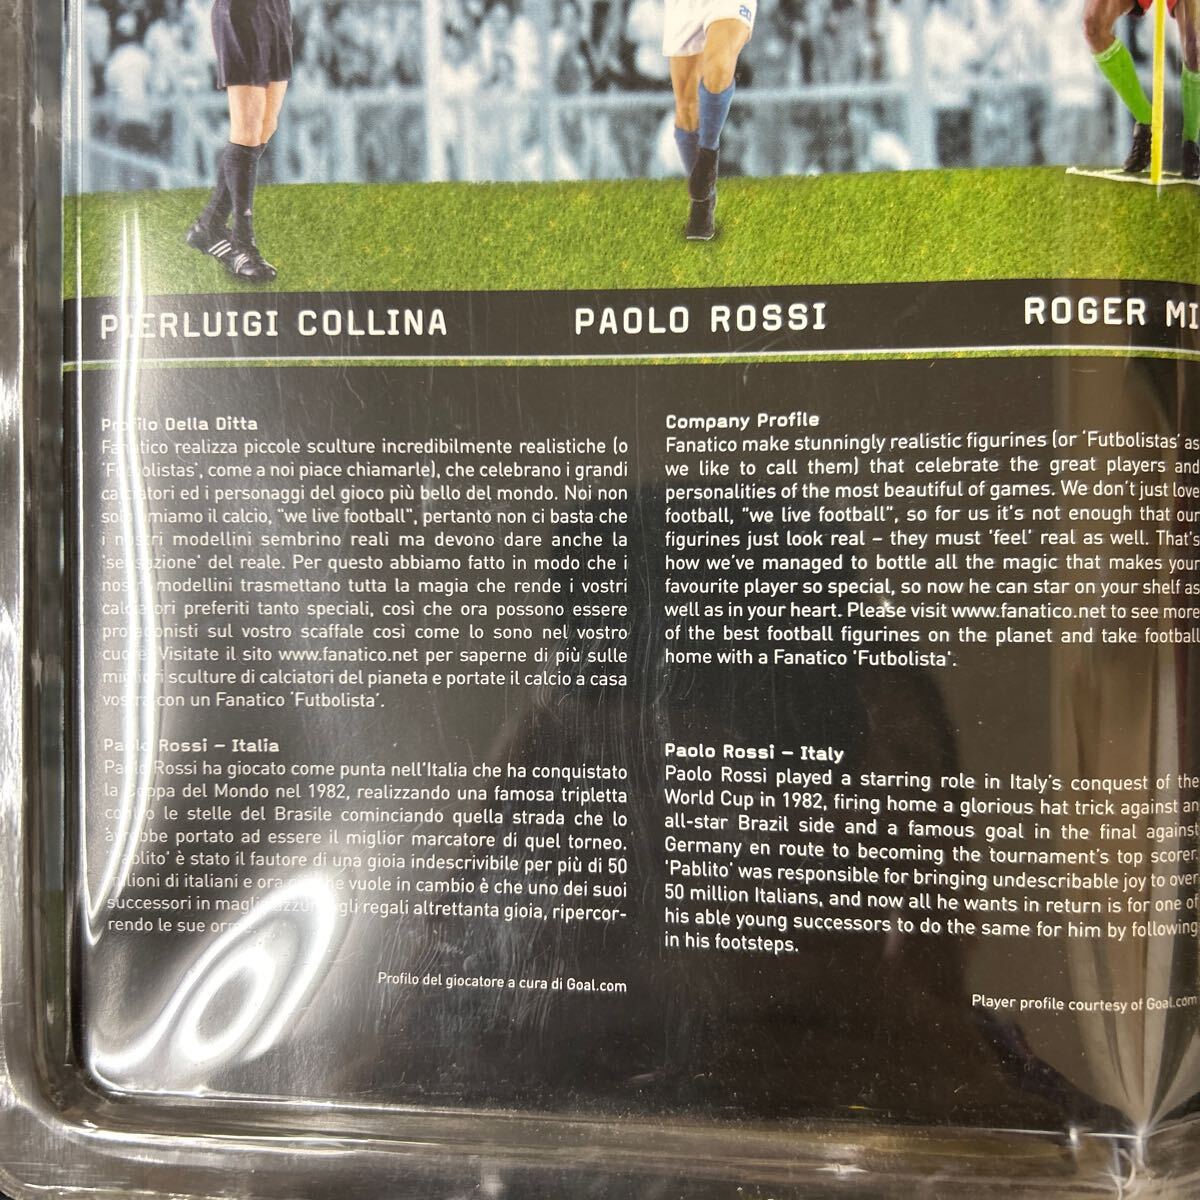 20
PIERLUIGI COLLINA
PAOLO ROSSI
ROGER MI
Profilo Della Ditta
Fanatico realizza piccole sculture incredibilmente realistiche (o
'Futbolistas', come a noi piace chiamarle), che celebrano i grandi
calciatori ed i personaggi del gioco più bello del mondo. Noi non
solo amiamo il calcio, "we live football", pertanto non ci basta che
i nostri modellini sembrino reali ma devono dare anche la
'sensazione' del reale. Per questo abbiamo fatto in modo che i
nostri modellini trasmettano tutta la magia che rende i vostri
calciatori preferiti tanto speciali, così che ora possono essere
protagonisti sul vostro scaffale così come lo sono nel vostro
cuore. Visitate il sito www.fanatico.net per saperne di più sulle
migliori sculture di calciatori del pianeta e portate il calcio a casa
vostra con un Fanatico 'Futbolista'.
Paolo Rossi – Italia
Paolo Rossi ha giocato come punta nell'Italia che ha conquistato
la Coppa del Mondo nel 1982, realizzando una famosa tripletta
contro le stelle del Brasile cominciando quella strada che lo
avrebbe portato ad essere il miglior marcatore di quel torneo.
'Pablito' è stato il fautore di una gioia indescrivibile per più di 50
milioni di italiani e ora che vuole in cambio è che uno dei suoi
successori in maglia azzurra gli regali altrettanta gioia, ripercor-
rendo le sue orme.
Profilo del giocatore a cura di Goal.com
Company Profile
Fanatico make stunningly realistic figurines (or 'Futbolistas' as
we like to call them) that celebrate the great players and
personalities of the most beautiful of games. We don't just love
football, "we live football", so for us it's not enough that our
figurines just look real – they must 'feel' real as well. That's
how we've managed to bottle all the magic that makes your
favourite player so special, so now he can star on your shelf as
well as in your heart. Please visit www.fanatico.net to see more
of the best football figurines on the planet and take football
home with a Fanatico 'Futbolista'.
Paolo Rossi – Italy
Paolo Rossi played a starring role in Italy's conquest of the
World Cup in 1982, firing home a glorious hat trick against an
all-star Brazil side and a famous goal in the final against
Germany en route to becoming the tournament's top scorer.
'Pablito' was responsible for bringing undescribable joy to over
50 million Italians, and now all he wants in return is for one of
his able young successors to do the same for him by following
in his footsteps.
Player profile courtesy of Goal.com